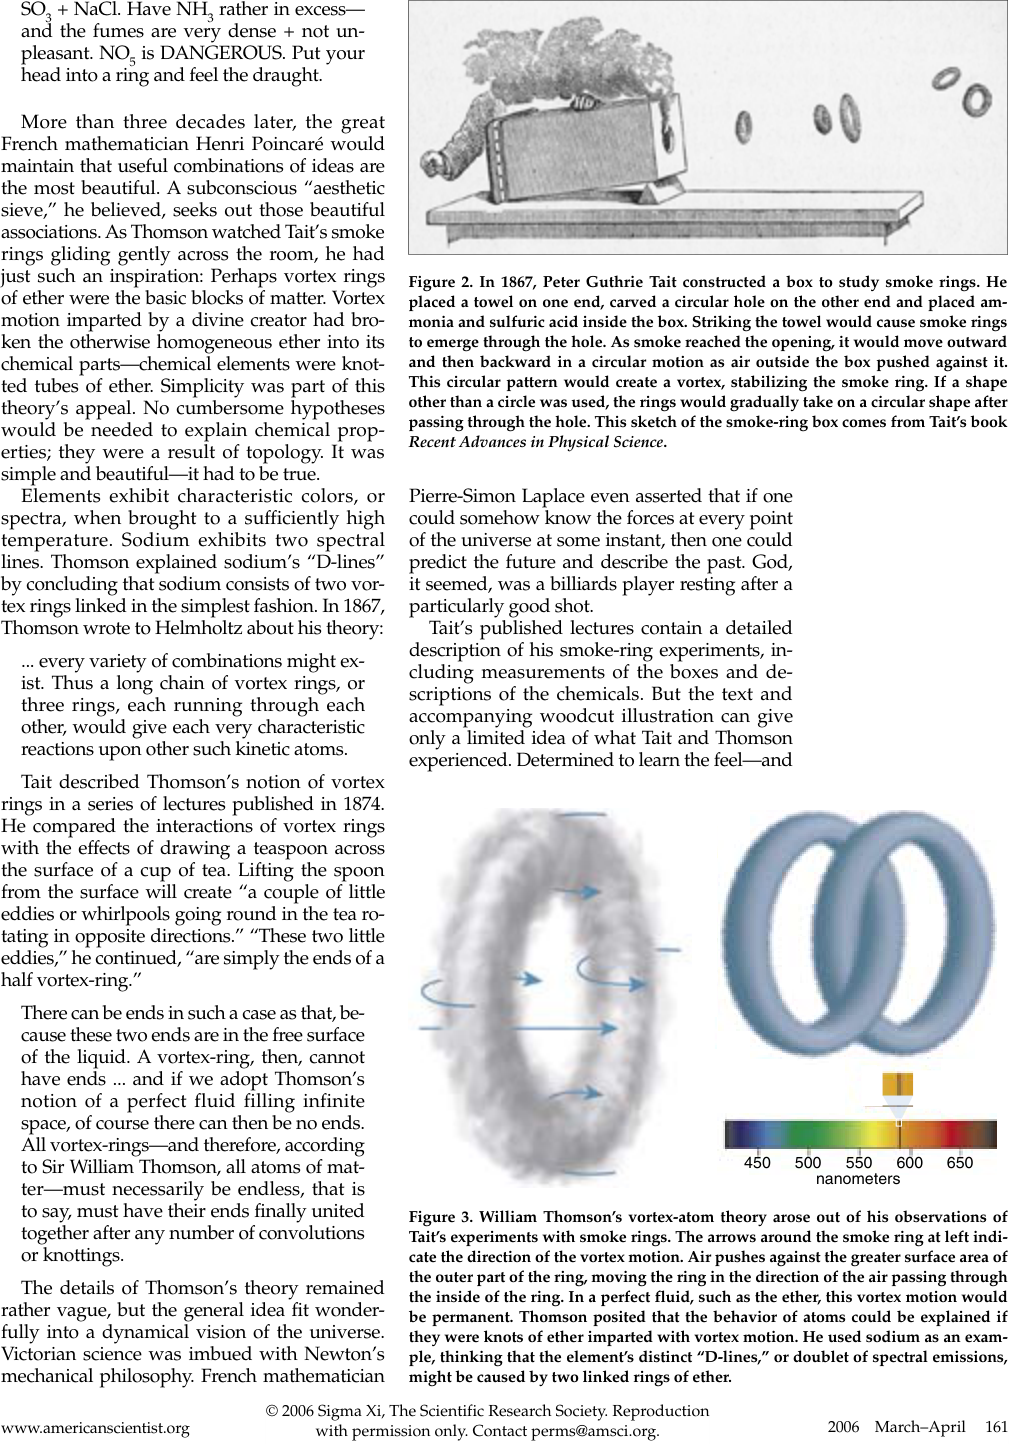 SO3 + NaCl. Have NH3 rather in excess—
and the fumes are very dense + not un-
pleasant. NO5 is DANGEROUS. Put your
head into a ring and feel the draught.
More than three decades later, the great
French mathematician Henri Poincaré would
maintain that useful combinations of ideas are
the most beautiful. A subconscious “aesthetic
sieve,” he believed, seeks out those beautiful
associations. As Thomson watched Tait’s smoke
rings gliding gently across the room, he had
just such an inspiration: Perhaps vortex rings
of ether were the basic blocks of matter. Vortex
motion imparted by a divine creator had bro-
ken the otherwise homogeneous ether into its
chemical parts—chemical elements were knot-
ted tubes of ether. Simplicity was part of this
theory’s appeal. No cumbersome hypotheses
would be needed to explain chemical prop-
erties; they were a result of topology. It was
simple and beautiful—it had to be true.
Elements exhibit characteristic colors, or
spectra, when brought to a sufficiently high
temperature. Sodium exhibits two spectral
lines. Thomson explained sodium’s “D-lines”
by concluding that sodium consists of two vor-
tex rings linked in the simplest fashion. In 1867,
Thomson wrote to Helmholtz about his theory:
... every variety of combinations might ex-
ist. Thus a long chain of vortex rings, or
three rings, each running through each
other, would give each very characteristic
reactions upon other such kinetic atoms.
Tait described Thomson’s notion of vortex
rings in a series of lectures published in 1874.
He compared the interactions of vortex rings
with the effects of drawing a teaspoon across
the surface of a cup of tea. Lifting the spoon
from the surface will create “a couple of little
eddies or whirlpools going round in the tea ro-
tating in opposite directions.” “These two little
eddies,” he continued, “are simply the ends of a
half vortex-ring.”
There can be ends in such a case as that, be-
cause these two ends are in the free surface
of the liquid. A vortex-ring, then, cannot
have ends ... and if we adopt Thomson’s
notion of a perfect fluid filling infinite
space, of course there can then be no ends.
All vortex-rings—and therefore, according
to Sir William Thomson, all atoms of mat-
ter—must necessarily be endless, that is
to say, must have their ends finally united
together after any number of convolutions
or knottings.
The details of Thomson’s theory remained
rather vague, but the general idea fit wonder-
fully into a dynamical vision of the universe.
Victorian science was imbued with Newton’s
mechanical philosophy. French mathematician
Figure 2. In 1867, Peter Guthrie Tait constructed a box to study smoke rings. He
placed a towel on one end, carved a circular hole on the other end and placed am-
monia and sulfuric acid inside the box. Striking the towel would cause smoke rings
to emerge through the hole. As smoke reached the opening, it would move outward
and then backward in a circular motion as air outside the box pushed against it.
This circular pattern would create a vortex, stabilizing the smoke ring. If a shape
other than a circle was used, the rings would gradually take on a circular shape after
passing through the hole. This sketch of the smoke-ring box comes from Tait’s book
Recent Advances in Physical Science.
Pierre-Simon Laplace even asserted that if one
could somehow know the forces at every point
of the universe at some instant, then one could
predict the future and describe the past. God,
it seemed, was a billiards player resting after a
particularly good shot.
Tait’s published lectures contain a detailed
description of his smoke-ring experiments, in-
cluding measurements of the boxes and de-
scriptions of the chemicals. But the text and
accompanying woodcut illustration can give
only a limited idea of what Tait and Thomson
experienced. Determined to learn the feel—and
450 500 550 600 650
nanometers
Figure 3. William Thomson’s vortex-atom theory arose out of his observations of
Tait’s experiments with smoke rings. The arrows around the smoke ring at left indi-
cate the direction of the vortex motion. Air pushes against the greater surface area of
the outer part of the ring, moving the ring in the direction of the air passing through
the inside of the ring. In a perfect fluid, such as the ether, this vortex motion would
be permanent. Thomson posited that the behavior of atoms could be explained if
they were knots of ether imparted with vortex motion. He used sodium as an exam-
ple, thinking that the element’s distinct “D-lines,” or doublet of spectral emissions,
might be caused by two linked rings of ether.
www.americanscientist.org
© 2006 Sigma Xi, The Scientific Research Society. Reproduction
with permission only. Contact perms@amsci.org.
2006 March–April 161